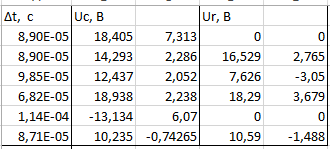 Δt, с Uc, В Ur, В
8,90E-05 18,405 7,313 0 0
8,90E-05 14,293 2,286 16,529 2,765
9,85E-05 12,437 2,052 7,626 -3,05
6,82E-05 18,938 2,238 18,29 3,679
1,14E-04 -13,134 6,07 0 0
8,71E-05 10,235 -0,74265 10,59 -1,488